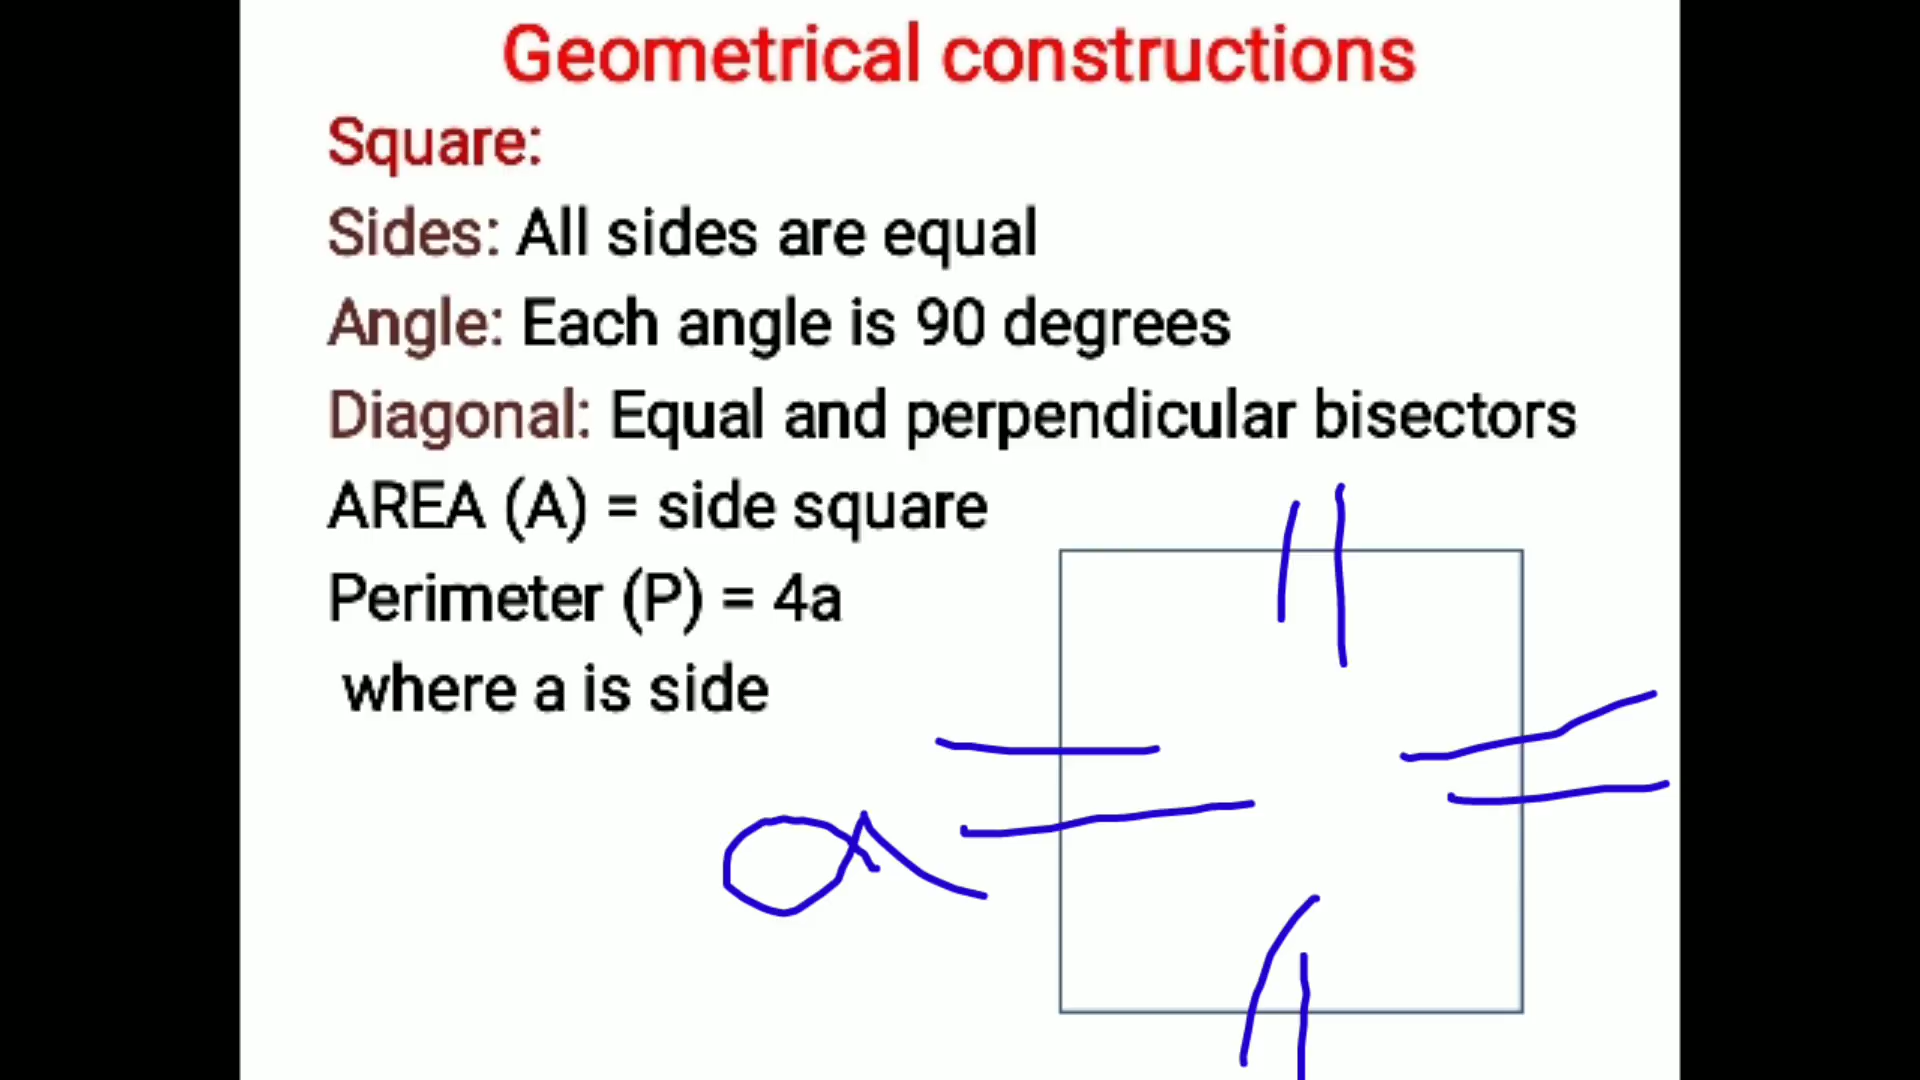 Geometrical constructions
Square:
Sides: All sides are equal
Angle: Each angle is 90 degrees
Diagonal: Equal and perpendicular bisectors
AREA (A) = side square
Perimeter (P) = 4a
where a is side
a